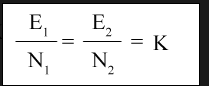 E₁/N₁ = E₂/N₂ = K